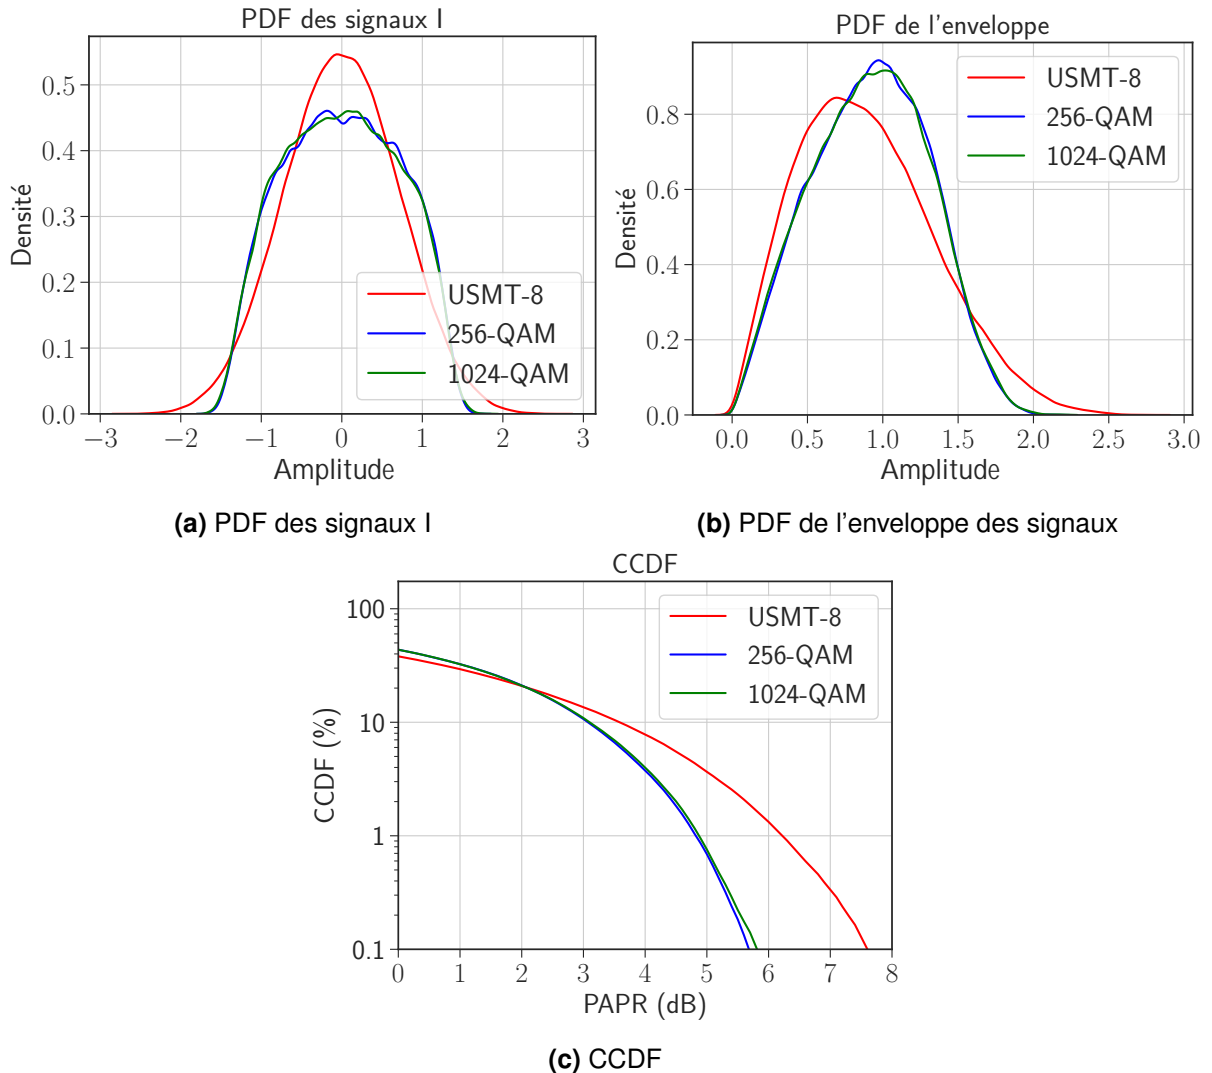 PDF des signaux I
Densité
0.5
0.4
0.3
0.2
0.1
0.0
USMT-8
256-QAM
1024-QAM
−3 −2 −1 0 1 2 3
Amplitude
(a) PDF des signaux I
PDF de l'enveloppe
Densité
0.8
0.6
0.4
0.2
0.0
USMT-8
256-QAM
1024-QAM
0.0 0.5 1.0 1.5 2.0 2.5 3.0
Amplitude
(b) PDF de l'enveloppe des signaux
CCDF
CCDF (%)
100
10
1
0.1
USMT-8
256-QAM
1024-QAM
0 1 2 3 4 5 6 7 8
PAPR (dB)
(c) CCDF